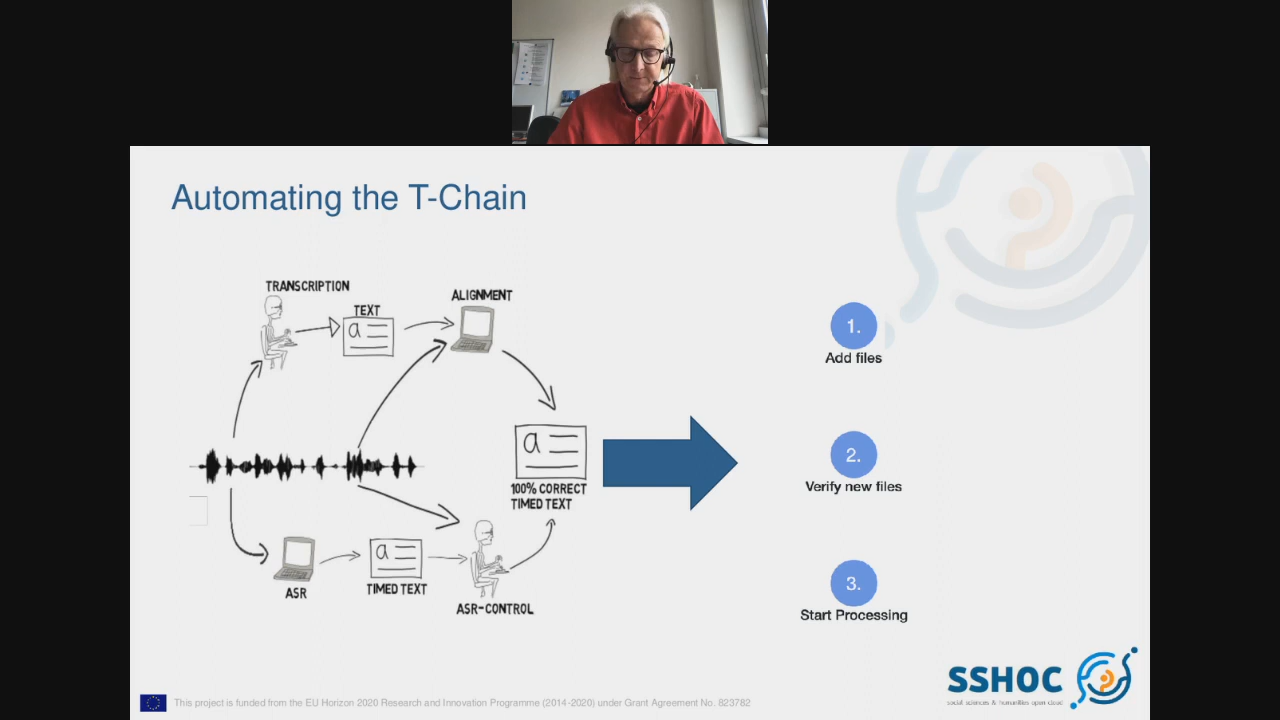 Automating the T-Chain
TRANSCRIPTION
TEXT
a
ALIGNMENT
a
100% CORRECT
TIMED TEXT
ASR
a
TIMED TEXT
ASR-CONTROL
1.
Add files
2.
Verify new files
3.
Start Processing
SSHOC
social sciences & humanities open cloud
This project is funded from the EU Horizon 2020 Research and Innovation Programme (2014-2020) under Grant Agreement No. 823782